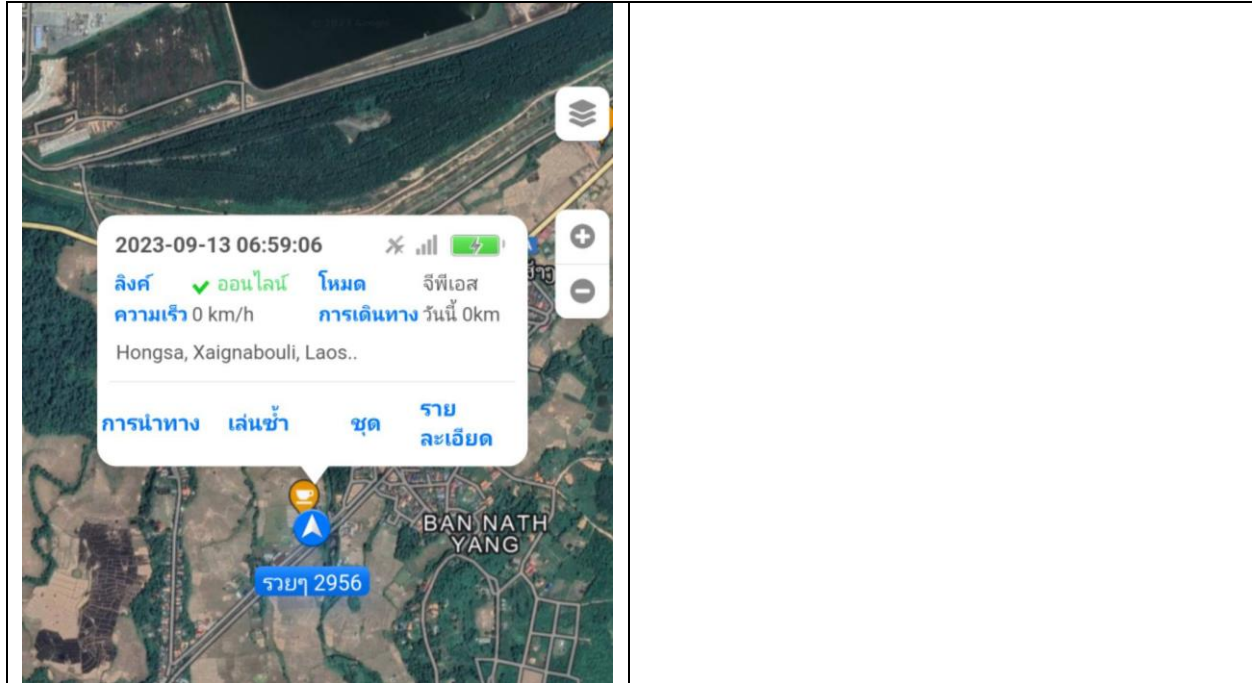 2023-09-13 06:59:06
ลิงค์ ออนไลน์ โหมด จีพีเอส
ความเร็ว 0 km/h การเดินทาง วันนี้ 0km
Hongsa, Xaignabouli, Laos..
การนำทาง เล่นซ้ำ ชุด ราย
ละเอียด
BAN NATH
YANG
รวยๆ 2956